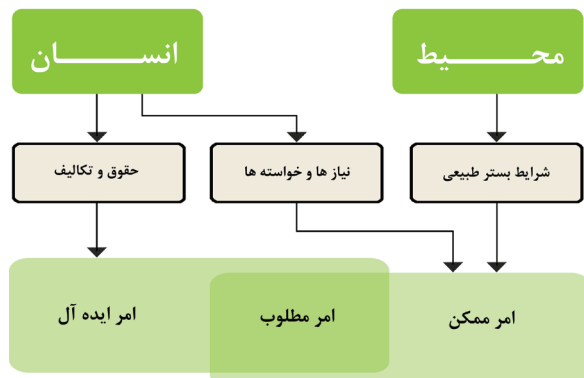 محیط
انسان
شرایط بستر طبیعی
نیاز ها و خواسته ها
حقوق و تکالیف
امر ممکن
امر مطلوب
امر ایده آل